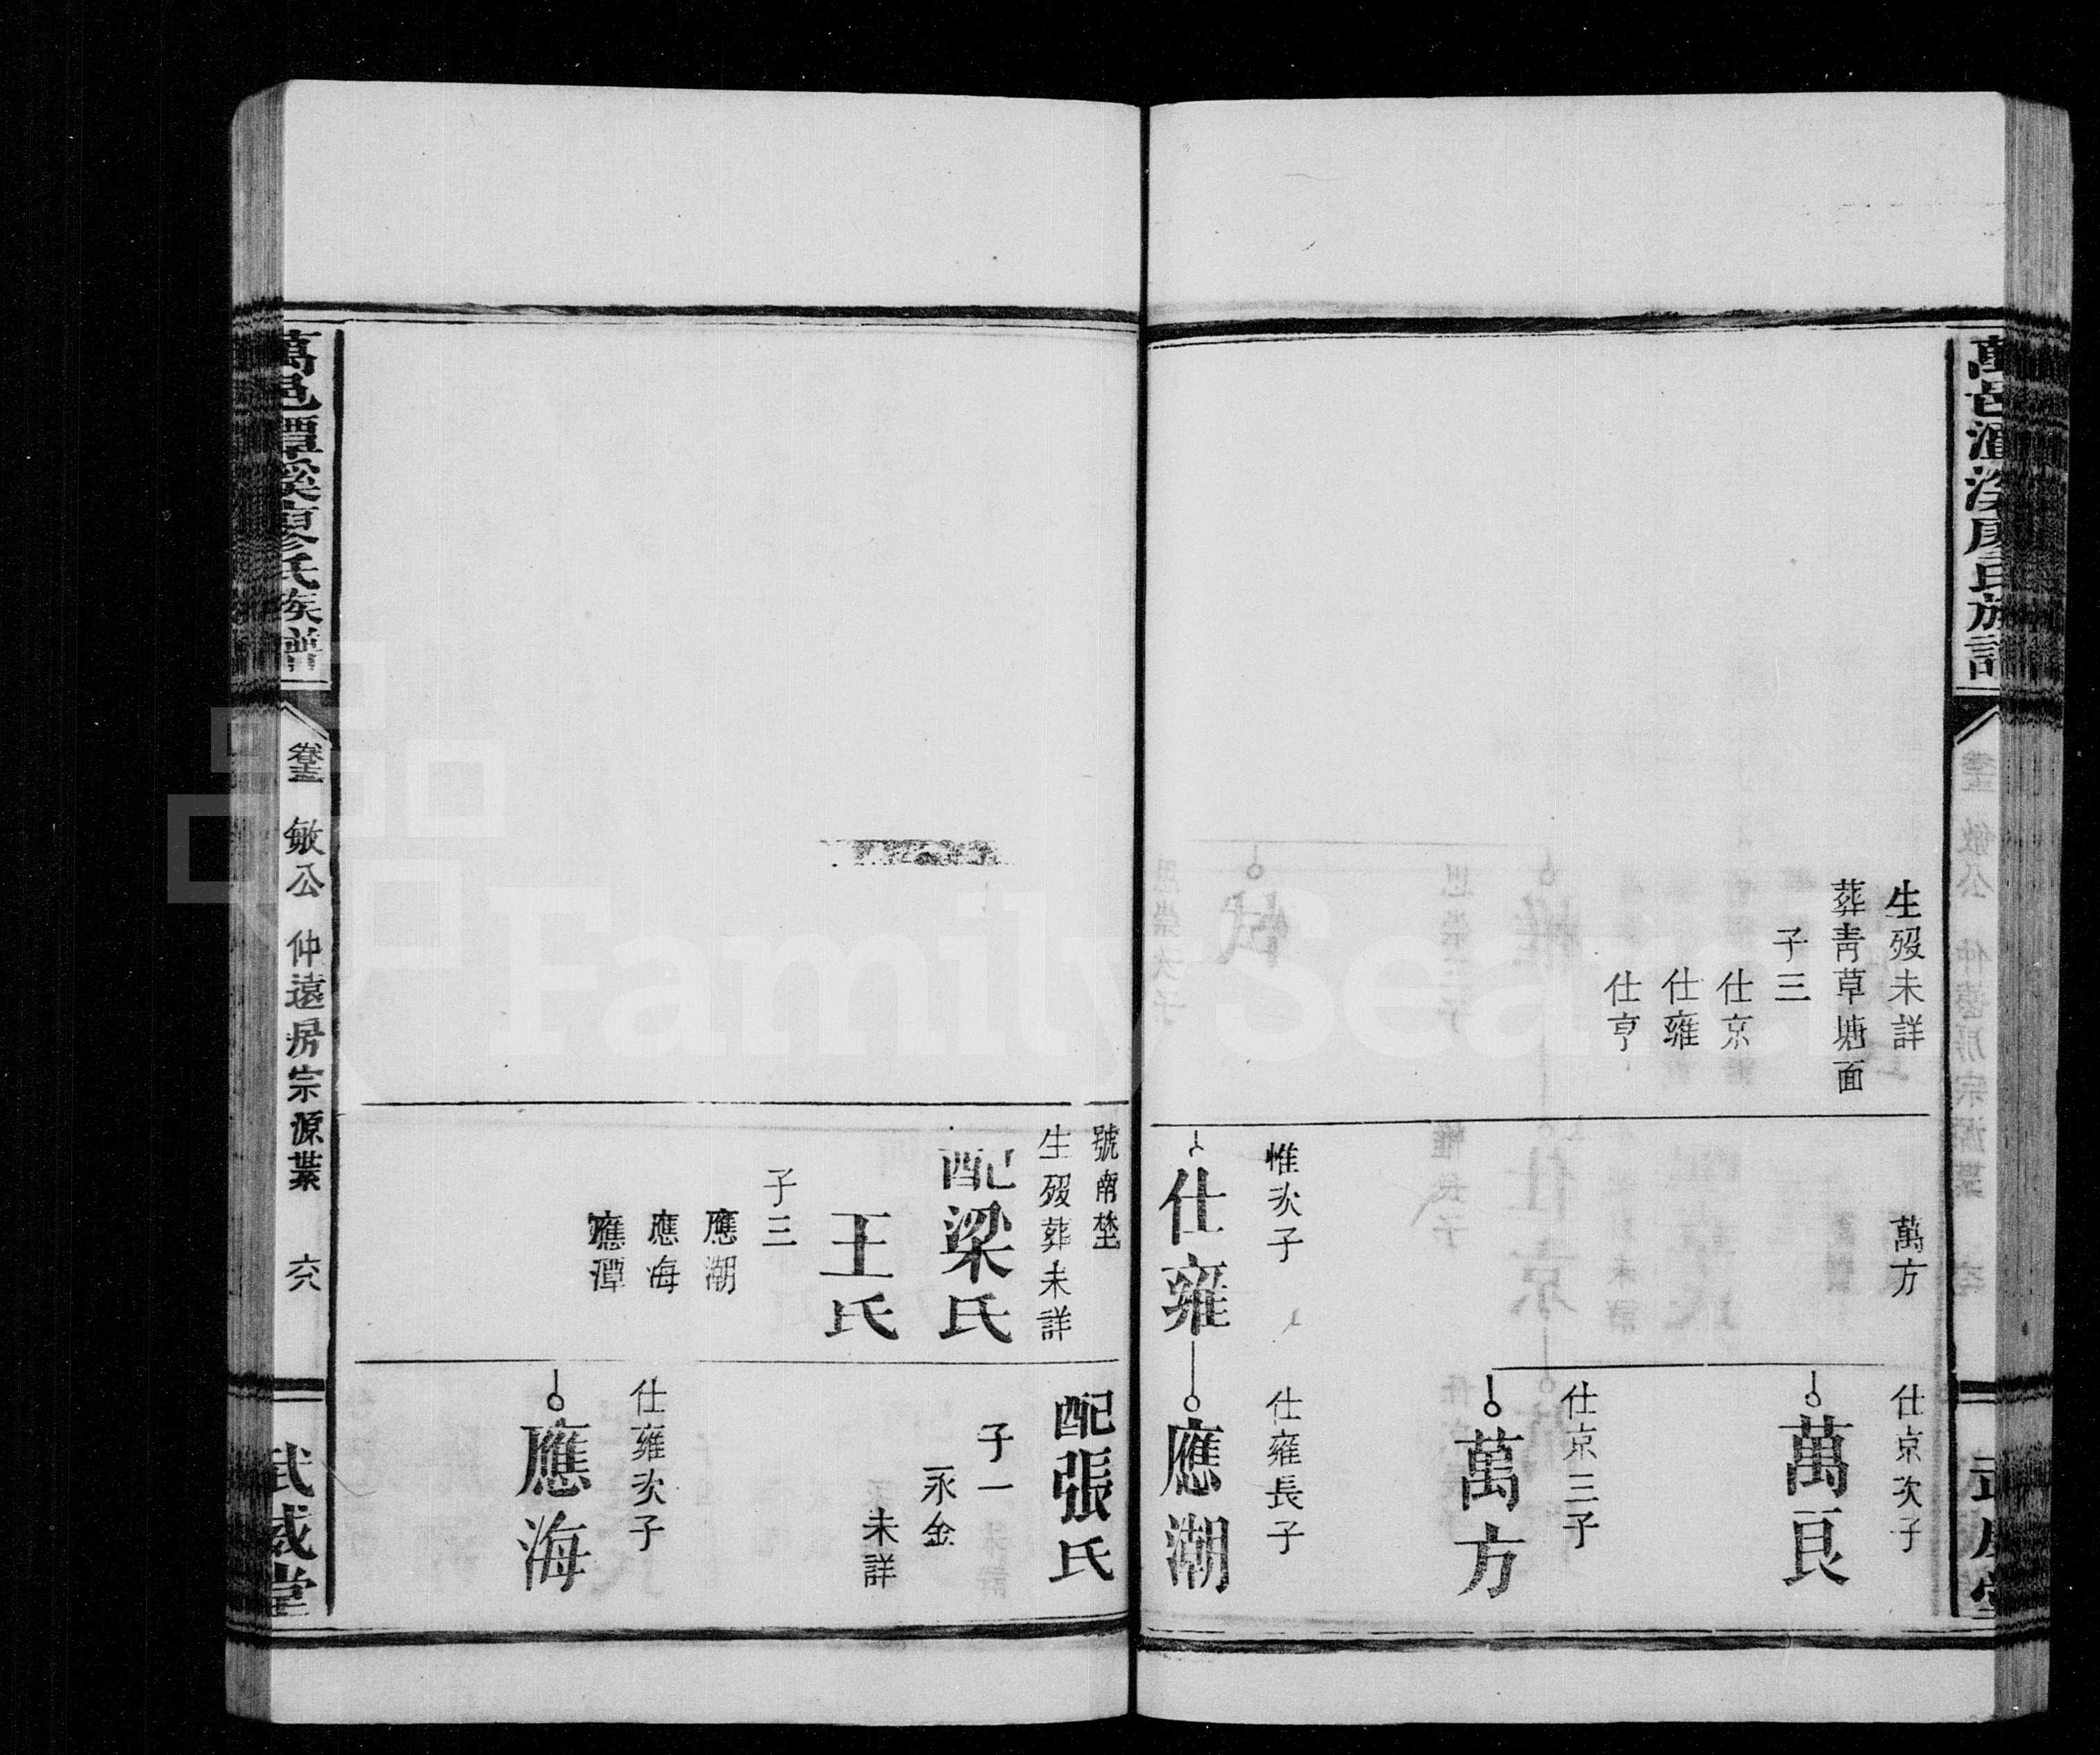 生歿未詳
葬青草塘面
子三
仕京
仕雍
仕亨
萬方
惟次子
仕雍
仕京次子
萬良
仕京三子
萬方
仕雍長子
應潮
號南埜
生歿葬未詳
配梁氏
王氏
子三
應潮
應海
應潭
配張氏
子一
永金
未詳
仕雍次子
應海
萬邑潭溪廖氏族譜
敏公
仲遠房宗源業
六八
武威堂
FamilySearch